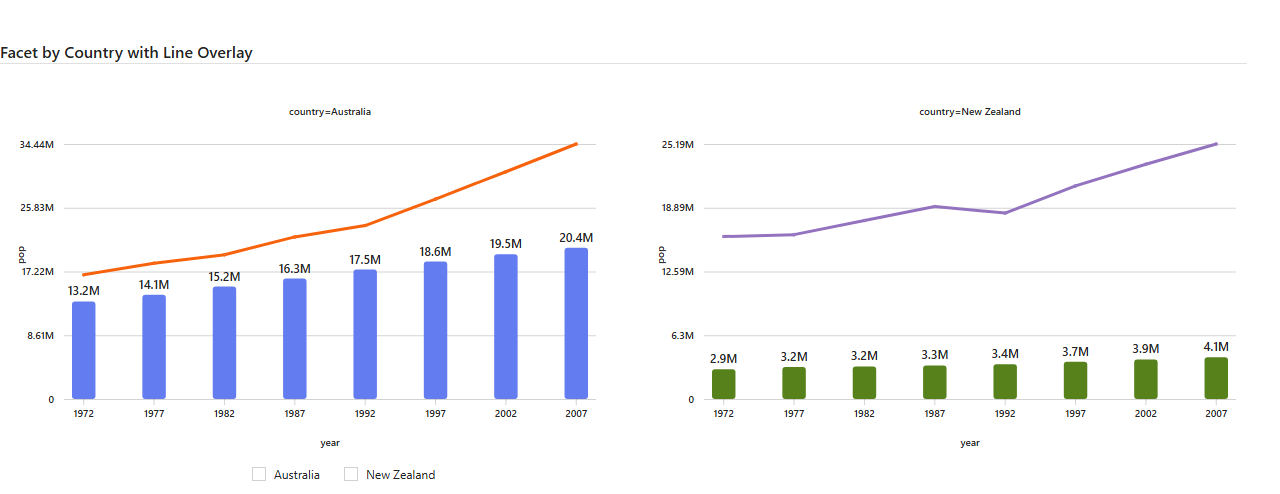 Facet by Country with Line Overlay
country=Australia
34.44M
25.83M
17.22M
8.61M
0
pop
13.2M 14.1M 15.2M 16.3M 17.5M 18.6M 19.5M 20.4M
1972 1977 1982 1987 1992 1997 2002 2007
year
country=New Zealand
25.19M
18.89M
12.59M
6.3M
0
pop
2.9M 3.2M 3.2M 3.3M 3.4M 3.7M 3.9M 4.1M
1972 1977 1982 1987 1992 1997 2002 2007
year
Australia New Zealand